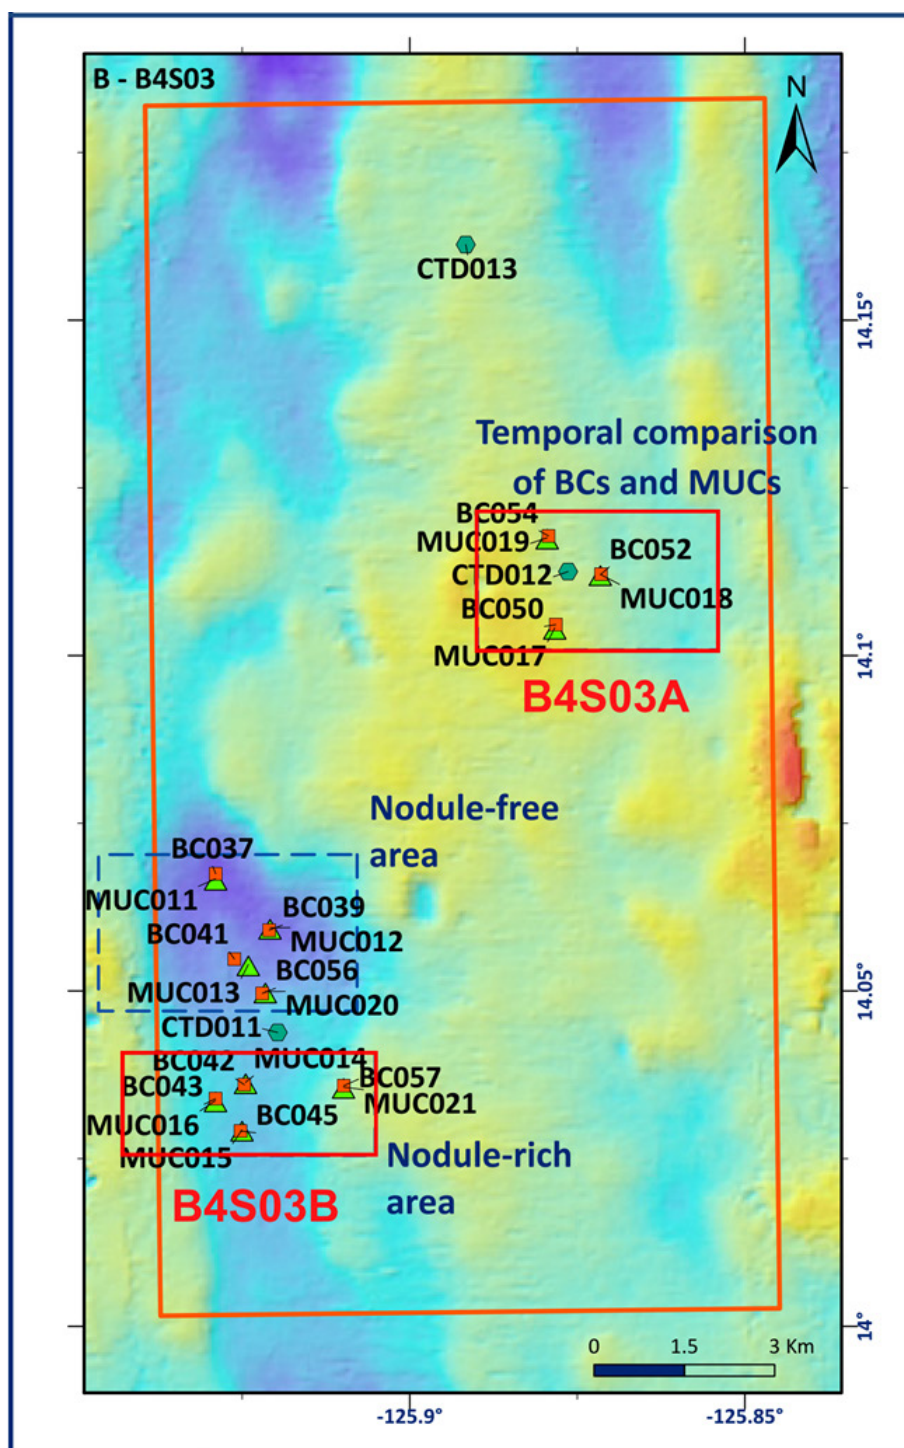 B - B4S03
N
CTD013
14.15°
Temporal comparison
of BCs and MUCs
BC054
MUC019
BC052
CTD012
MUC018
BC050
MUC017
14.1°
B4S03A
Nodule-free
area
BC037
MUC011
BC039
BC041
MUC012
BC056
MUC013
MUC020
14.05°
CTD011
BC042
MUC014
BC043
BC057
MUC021
MUC016
BC045
MUC015
Nodule-rich
area
B4S03B
14°
0
1.5
3 Km
-125.9°
-125.85°